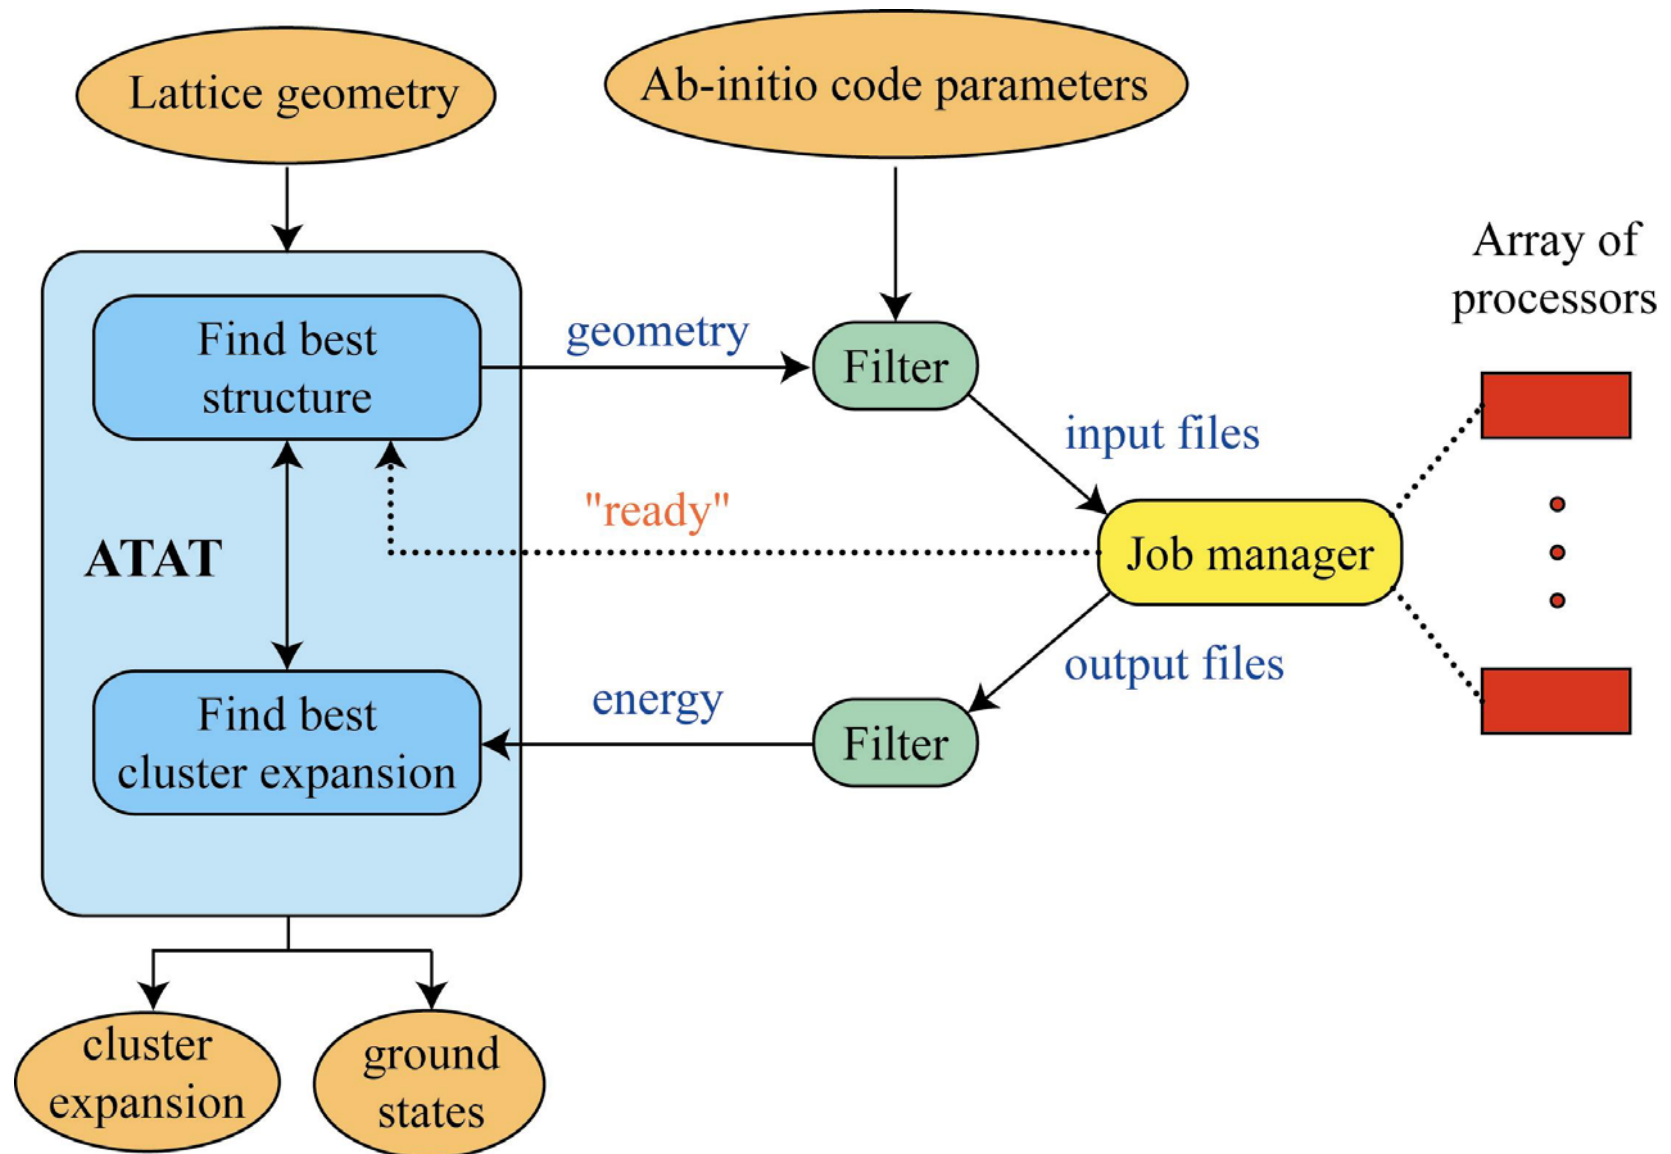 Lattice geometry
Ab-initio code parameters
Array of
processors
Find best
structure
geometry
Filter
input files
"ready"
ATAT
Job manager
output files
Find best
cluster expansion
energy
Filter
cluster
expansion
ground
states